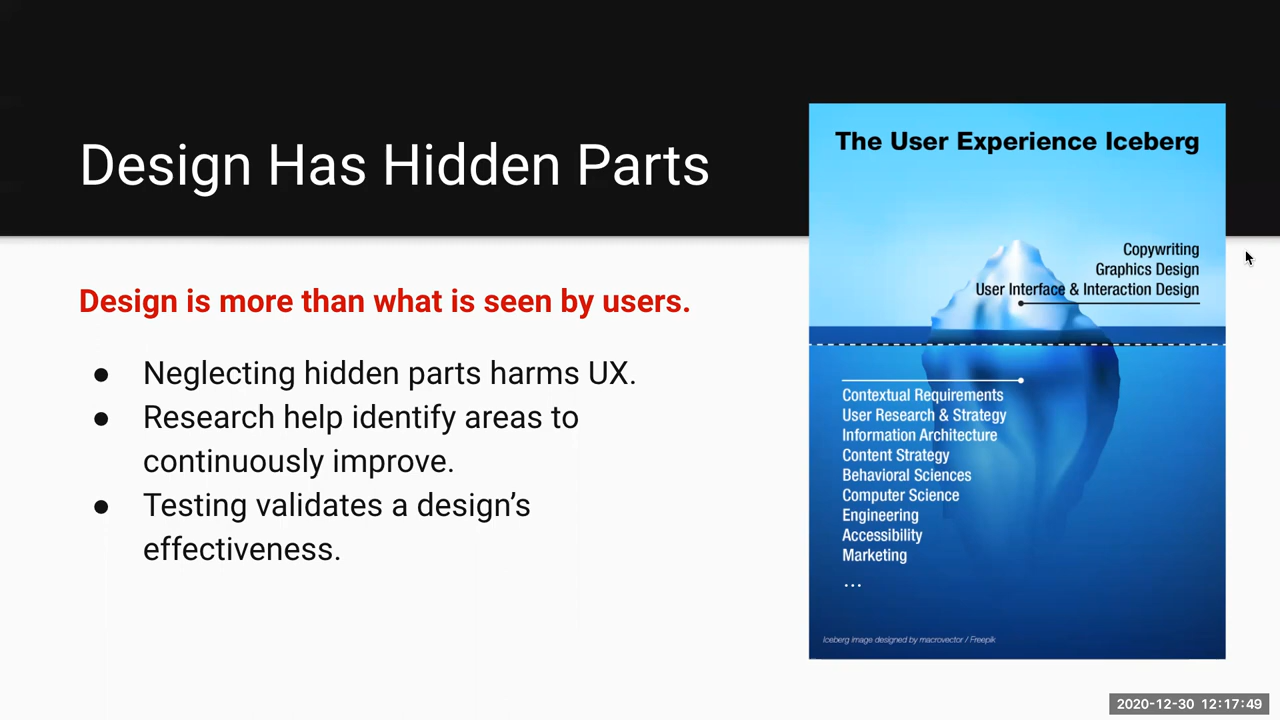 Design Has Hidden Parts
Design is more than what is seen by users.
● Neglecting hidden parts harms UX.
● Research help identify areas to
continuously improve.
● Testing validates a design’s
effectiveness.
The User Experience Iceberg
Copywriting
Graphics Design
User Interface & Interaction Design
Contextual Requirements
User Research & Strategy
Information Architecture
Content Strategy
Behavioral Sciences
Computer Science
Engineering
Accessibility
Marketing
...
Iceberg image designed by macrovector / Freepik
2020-12-30 12:17:49